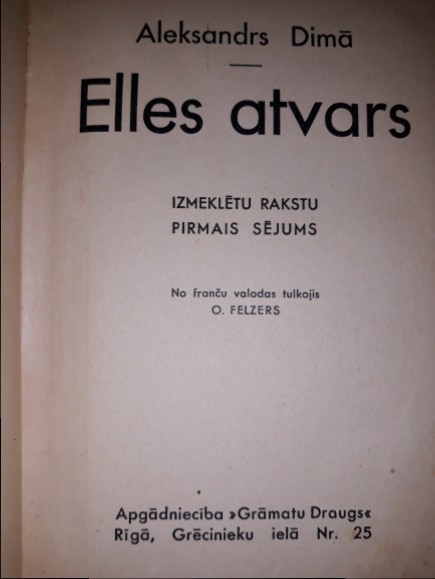 Aleksandrs Dimā
Elles atvars
IZMEKLĒTU RAKSTU
PIRMAIS SĒJUMS
No franču valodas tulkojis
O. FELZERS
Apgādniecība »Grāmatu Draugs«
Rīgā, Grēcinieku ielā Nr. 25